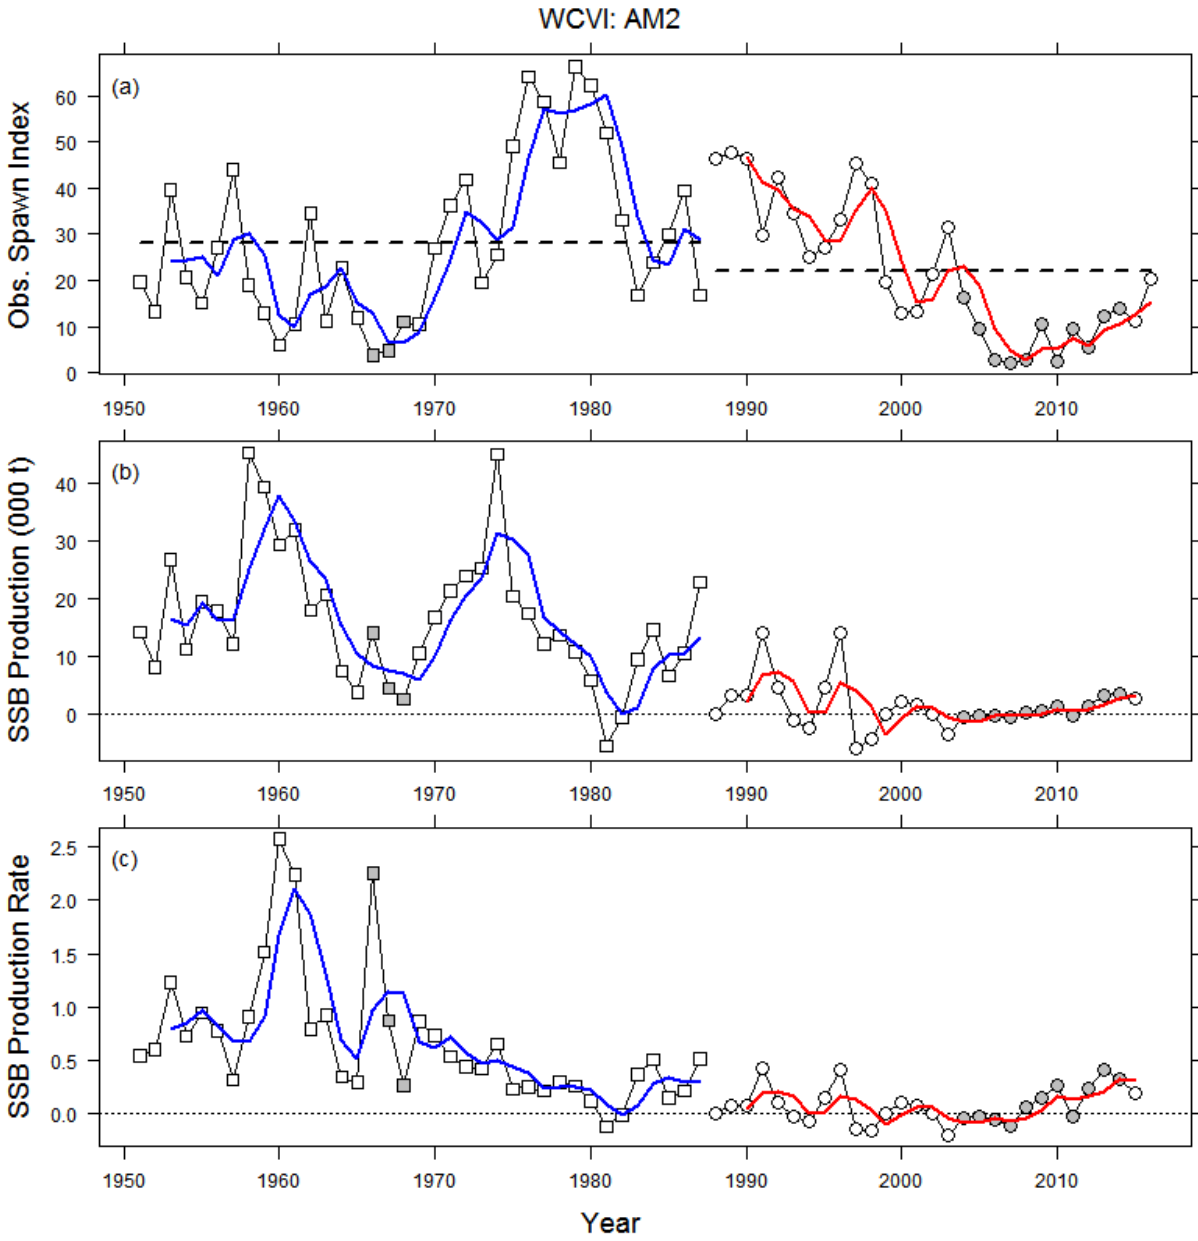 WCVI: AM2
(a)
Obs. Spawn Index
60
50
40
30
20
10
0
1950 1960 1970 1980 1990 2000 2010
(b)
SSB Production (000 t)
40
30
20
10
0
1950 1960 1970 1980 1990 2000 2010
(c)
SSB Production Rate
2.5
2.0
1.5
1.0
0.5
0.0
1950 1960 1970 1980 1990 2000 2010
Year